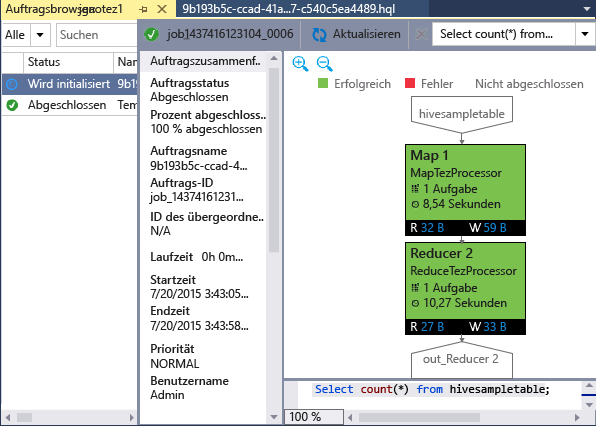 Auftragsbrowser: jenotez1
9b193b5c-ccad-41a...7-c540c5ea4489.hql
Alle
Suchen
job_1437416123104_0006
Aktualisieren
Select count(*) from...
Status
Nam
Wird initialisiert
9b19
Abgeschlossen
Tem
Auftragszusammenf..
Auftragsstatus
Abgeschlossen
Prozent abgeschloss..
100 % abgeschlossen
Auftragsname
9b193b5c-ccad-4...
Auftrags-ID
job_14374161231...
ID des übergeordne..
N/A
Laufzeit 0h 0m...
Startzeit
7/20/2015 3:43:05...
Endzeit
7/20/2015 3:43:58...
Priorität
NORMAL
Benutzername
Admin
Erfolgreich
Fehler
Nicht abgeschlossen
hivesampletable
Map 1
MapTezProcessor
1 Aufgabe
8,54 Sekunden
R 32 B W 59 B
Reducer 2
ReduceTezProcessor
1 Aufgabe
10,27 Sekunden
R 27 B W 33 B
out_Reducer 2
Select count(*) from hivesampletable;
100 %